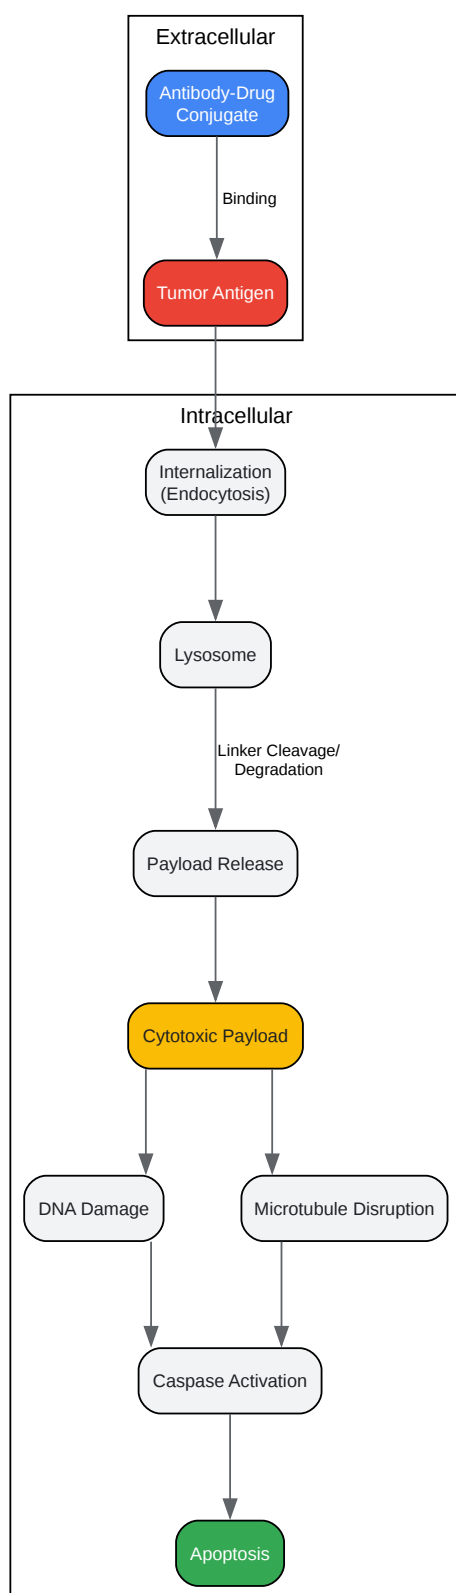 Extracellular
Antibody-Drug
Conjugate
Binding
Tumor Antigen
Intracellular
Internalization
(Endocytosis)
Lysosome
Linker Cleavage/
Degradation
Payload Release
Cytotoxic Payload
DNA Damage
Microtubule Disruption
Caspase Activation
Apoptosis